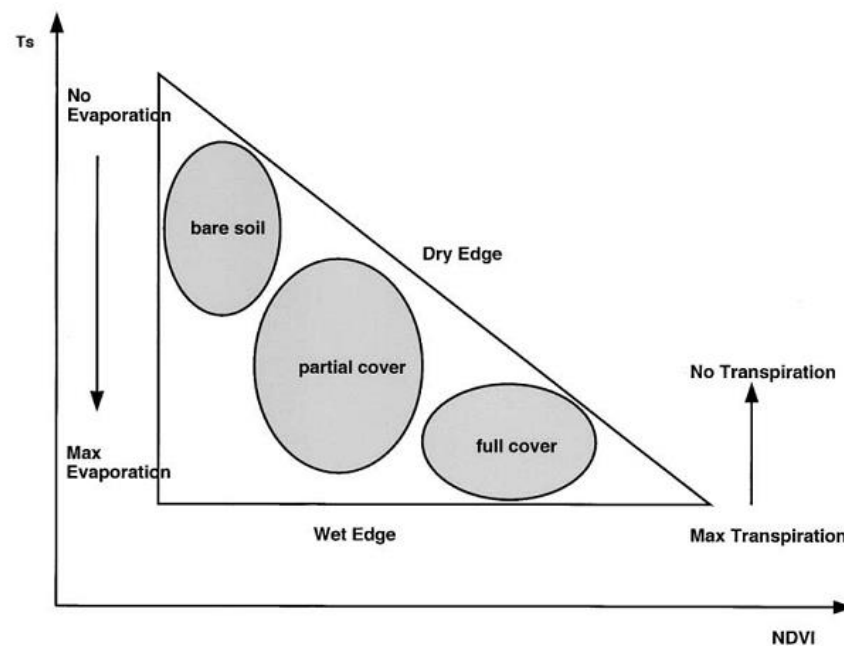 Ts
No
Evaporation
bare soil
Dry Edge
partial cover
No Transpiration
full cover
Max
Evaporation
Wet Edge
Max Transpiration
NDVI